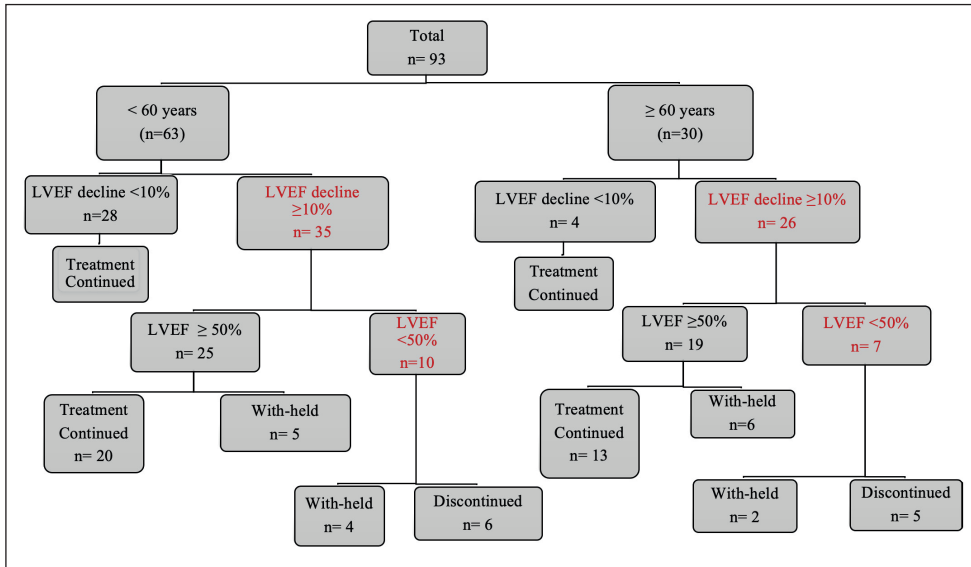 Total
n= 93
< 60 years
(n=63)
≥ 60 years
(n=30)
LVEF decline <10%
n=28
LVEF decline
≥10%
n= 35
LVEF decline <10%
n= 4
LVEF decline ≥10%
n= 26
Treatment
Continued
Treatment
Continued
LVEF ≥ 50%
n= 25
LVEF
<50%
n=10
LVEF ≥50%
n= 19
LVEF <50%
n= 7
Treatment
Continued
n= 20
With-held
n= 5
Treatment
Continued
n= 13
With-held
n=6
With-held
n= 4
Discontinued
n= 6
With-held
n= 2
Discontinued
n= 5